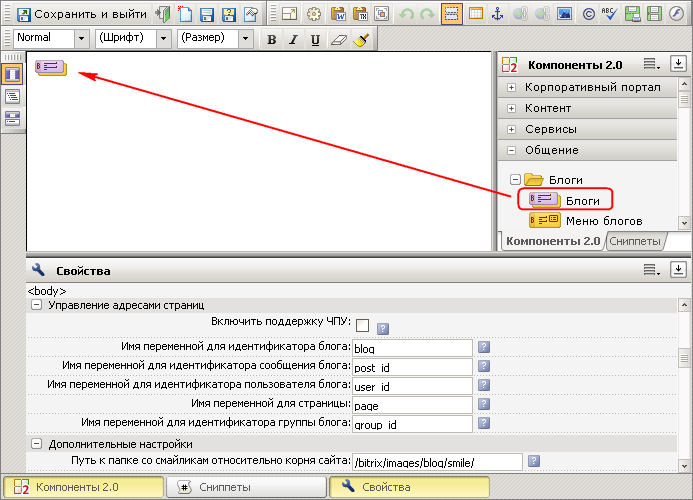 Сохранить и выйти
Normal (Шрифт) (Размер) B I U
Компоненты 2.0
Корпоративный портал
Контент
Сервисы
Общение
Блоги
Блоги
Меню блогов
Компоненты 2.0 Сниппеты
Свойства
<body>
Управление адресами страниц
Включить поддержку ЧПУ: ?
Имя переменной для идентификатора блога: blog ?
Имя переменной для идентификатора сообщения блога: post_id ?
Имя переменной для идентификатора пользователя блога: user_id ?
Имя переменной для страницы: page ?
Имя переменной для идентификатора группы блога: group_id ?
Дополнительные настройки
Путь к папке со смайликам относительно корня сайта: /bitrix/images/blog/smile/ ?
Компоненты 2.0 Сниппеты Свойства